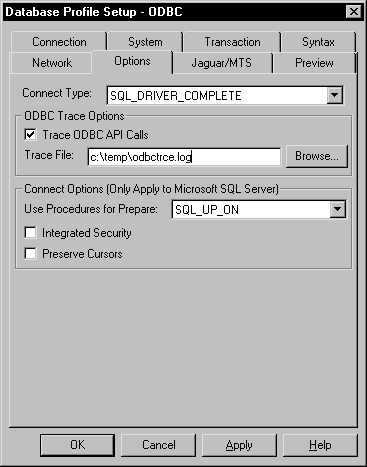 Database Profile Setup - ODBC
Connection System Transaction Syntax
Network Options Jaguar/MTS Preview
Connect Type: SQL_DRIVER_COMPLETE
ODBC Trace Options
Trace ODBC API Calls
Trace File: c:\temp\odbctrce.log Browse...
Connect Options (Only Apply to Microsoft SQL Server)
Use Procedures for Prepare: SQL_UP_ON
Integrated Security
Preserve Cursors
OK Cancel Apply Help